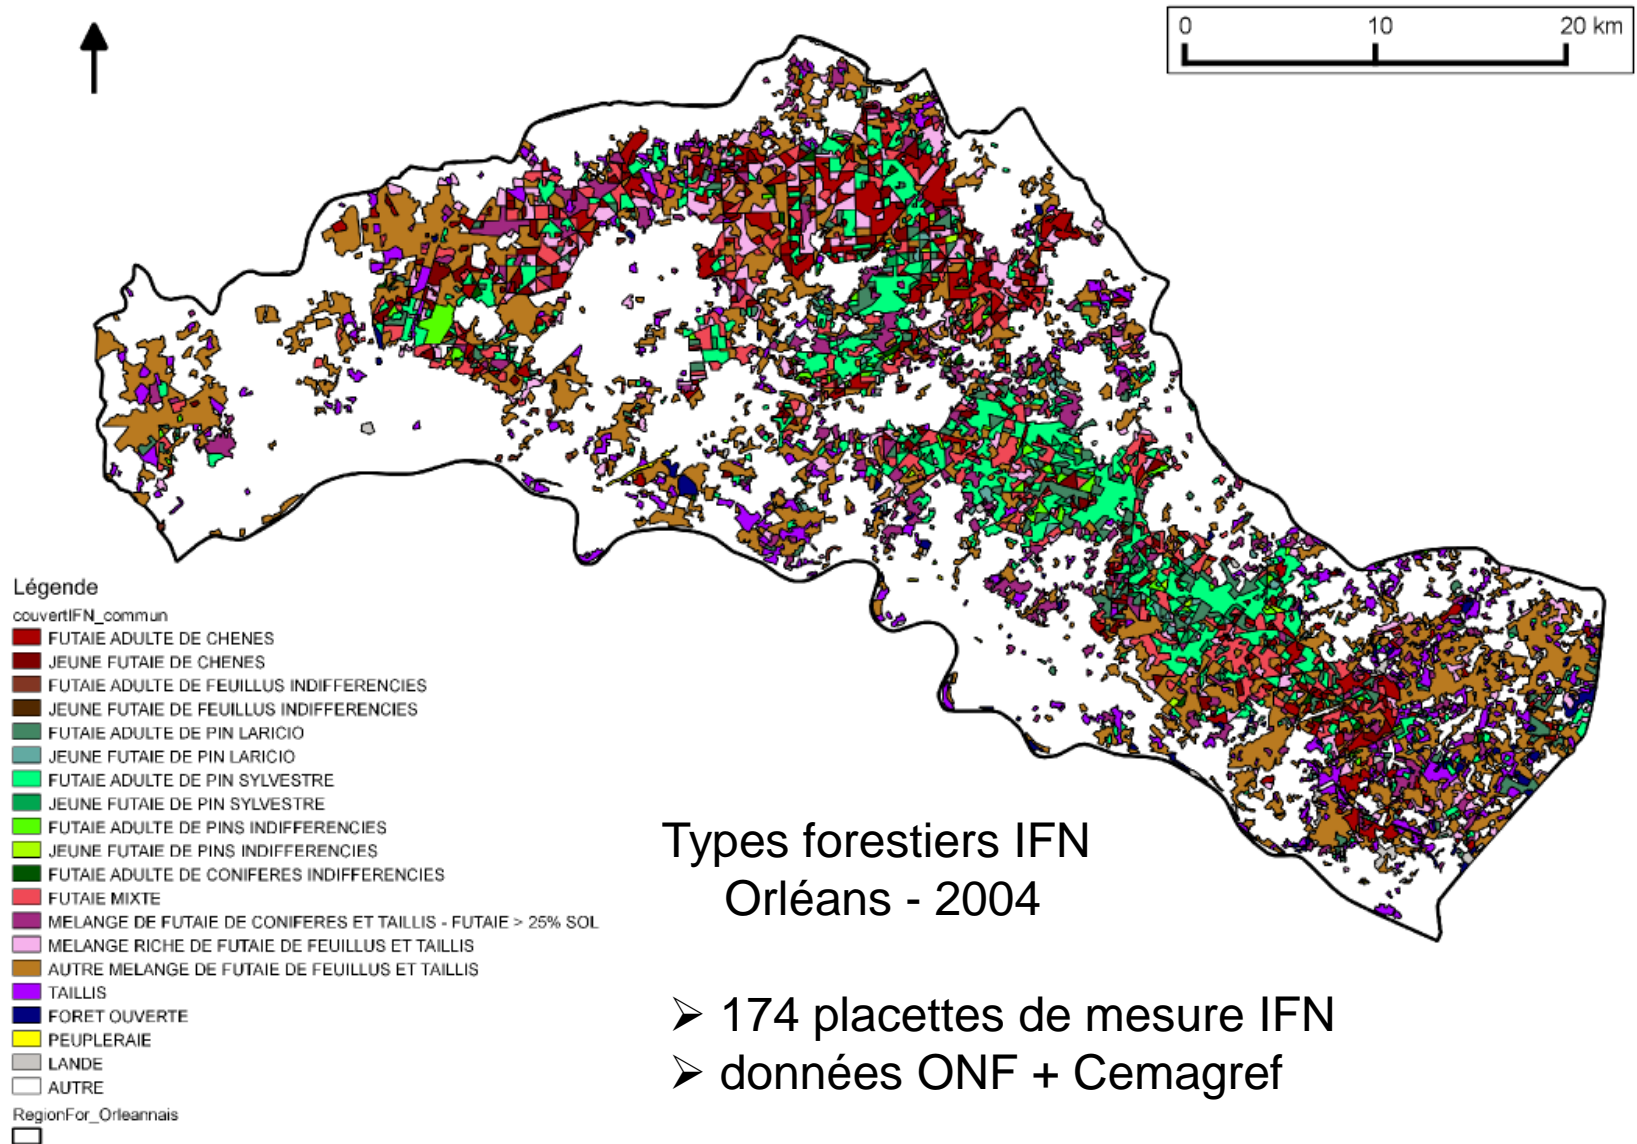 0 10 20 km
Légende
couvertIFN_commun
FUTAIE ADULTE DE CHENES
JEUNE FUTAIE DE CHENES
FUTAIE ADULTE DE FEUILLUS INDIFFERENCIES
JEUNE FUTAIE DE FEUILLUS INDIFFERENCIES
FUTAIE ADULTE DE PIN LARICIO
JEUNE FUTAIE DE PIN LARICIO
FUTAIE ADULTE DE PIN SYLVESTRE
JEUNE FUTAIE DE PIN SYLVESTRE
FUTAIE ADULTE DE PINS INDIFFERENCIES
JEUNE FUTAIE DE PINS INDIFFERENCIES
FUTAIE ADULTE DE CONIFERES INDIFFERENCIES
FUTAIE MIXTE
MELANGE DE FUTAIE DE CONIFERES ET TAILLIS - FUTAIE > 25% SOL
MELANGE RICHE DE FUTAIE DE FEUILLUS ET TAILLIS
AUTRE MELANGE DE FUTAIE DE FEUILLUS ET TAILLIS
TAILLIS
FORET OUVERTE
PEUPLERAIE
LANDE
AUTRE
RegionFor_Orleannais
Types forestiers IFN
Orléans - 2004
➢ 174 placettes de mesure IFN
➢ données ONF + Cemagref